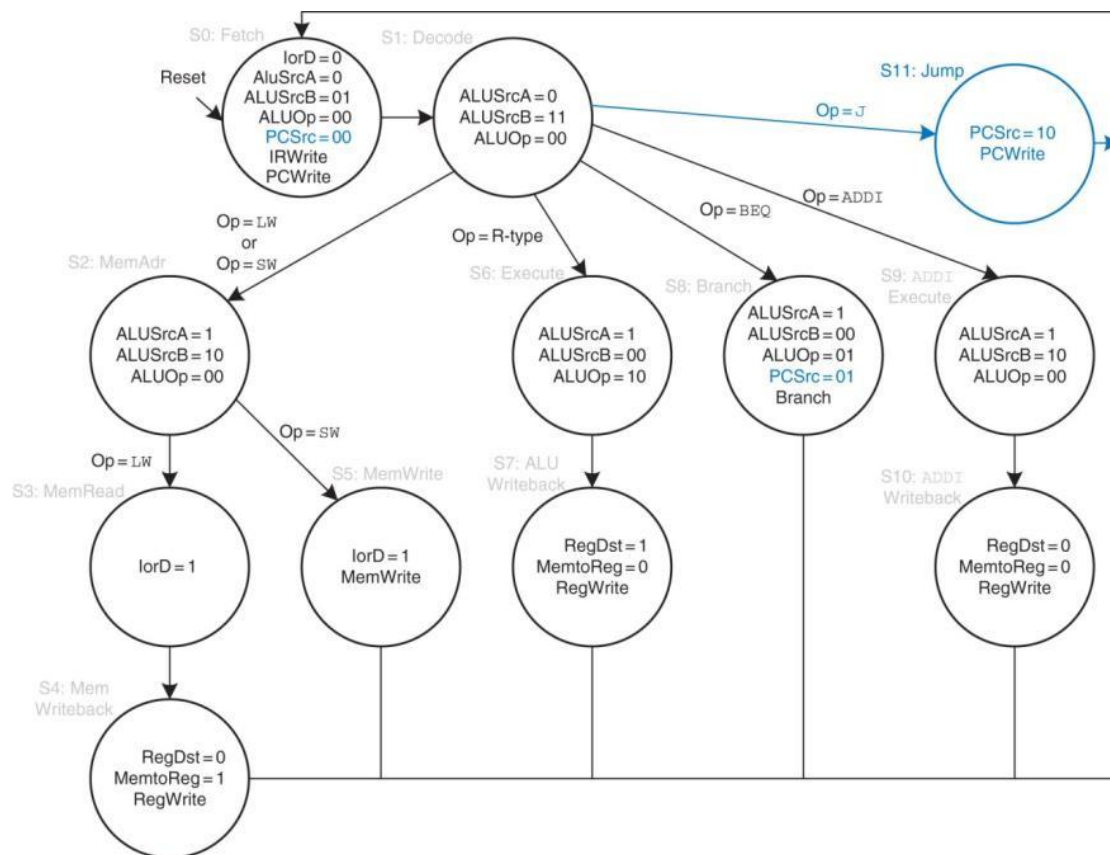 S0: Fetch
IorD = 0
AluSrcA = 0
ALUSrcB = 01
ALUOp = 00
PCSrc = 00
IRWrite
PCWrite
Reset
S1: Decode
ALUSrcA = 0
ALUSrcB = 11
ALUOp = 00
Op = J
S11: Jump
PCSrc = 10
PCWrite
Op = LW
or
Op = SW
Op = R-type
Op = BEQ
Op = ADDI
S2: MemAdr
ALUSrcA = 1
ALUSrcB = 10
ALUOp = 00
S6: Execute
ALUSrcA = 1
ALUSrcB = 00
ALUOp = 10
S8: Branch
ALUSrcA = 1
ALUSrcB = 00
ALUOp = 01
PCSrc = 01
Branch
S9: ADDI
Execute
ALUSrcA = 1
ALUSrcB = 10
ALUOp = 00
Op = LW
Op = SW
S3: MemRead
IorD = 1
S5: MemWrite
IorD = 1
MemWrite
S7: ALU
Writeback
RegDst = 1
MemtoReg = 0
RegWrite
S10: ADDI
Writeback
RegDst = 0
MemtoReg = 0
RegWrite
S4: Mem
Writeback
RegDst = 0
MemtoReg = 1
RegWrite